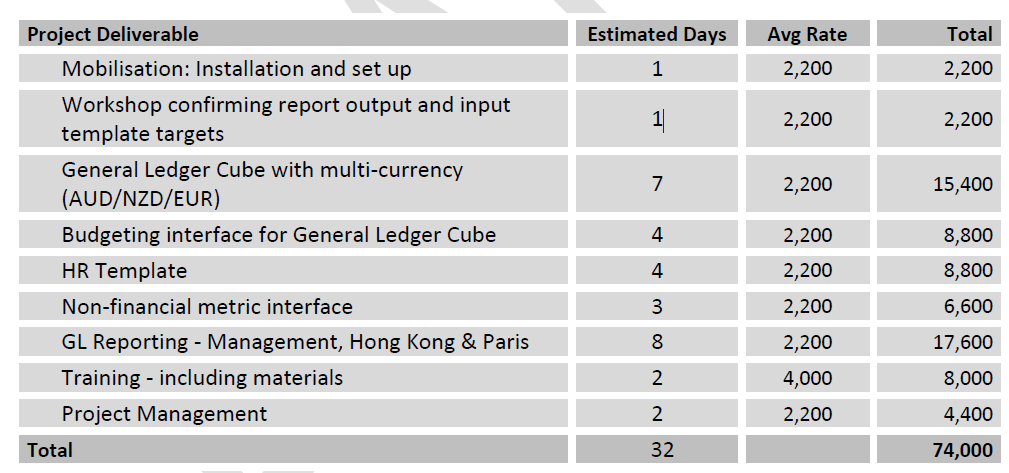 Project Deliverable Estimated Days Avg Rate Total
Mobilisation: Installation and set up 1 2,200 2,200
Workshop confirming report output and input
template targets 1 2,200 2,200
General Ledger Cube with multi-currency
(AUD/NZD/EUR) 7 2,200 15,400
Budgeting interface for General Ledger Cube 4 2,200 8,800
HR Template 4 2,200 8,800
Non-financial metric interface 3 2,200 6,600
GL Reporting - Management, Hong Kong & Paris 8 2,200 17,600
Training - including materials 2 4,000 8,000
Project Management 2 2,200 4,400
Total 32 74,000